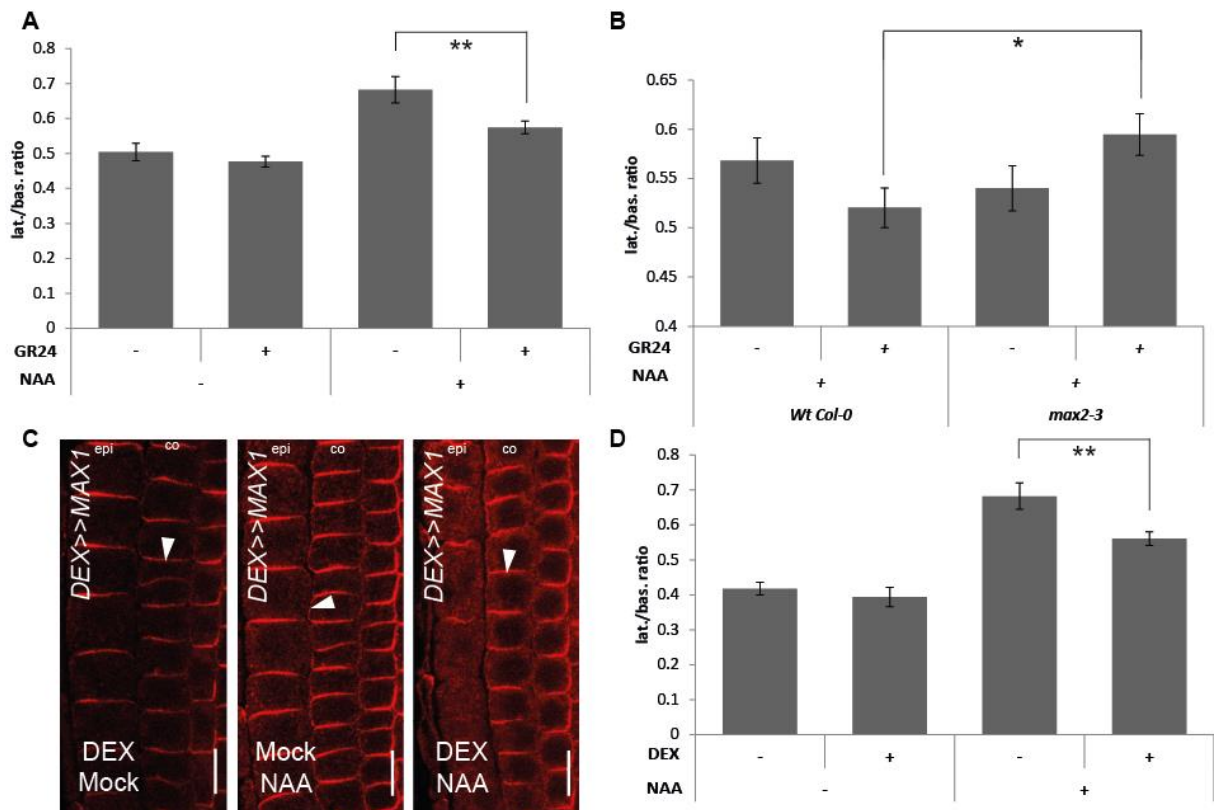 A
0.8
0.7
0.6
0.5
0.4
0.3
0.2
0.1
0
lat./bas. ratio
**
GR24 - + - +
NAA - +
B
0.65
0.6
0.55
0.5
0.45
0.4
lat./bas. ratio
*
GR24 - + - +
NAA + +
Wt Col-0 max2-3
C
epi co
DEX>>MAX1
DEX
Mock
epi co
DEX>>MAX1
Mock
NAA
epi co
DEX>>MAX1
DEX
NAA
D
0.8
0.7
0.6
0.5
0.4
0.3
0.2
0.1
0
lat./bas. ratio
**
DEX - + - +
NAA - +